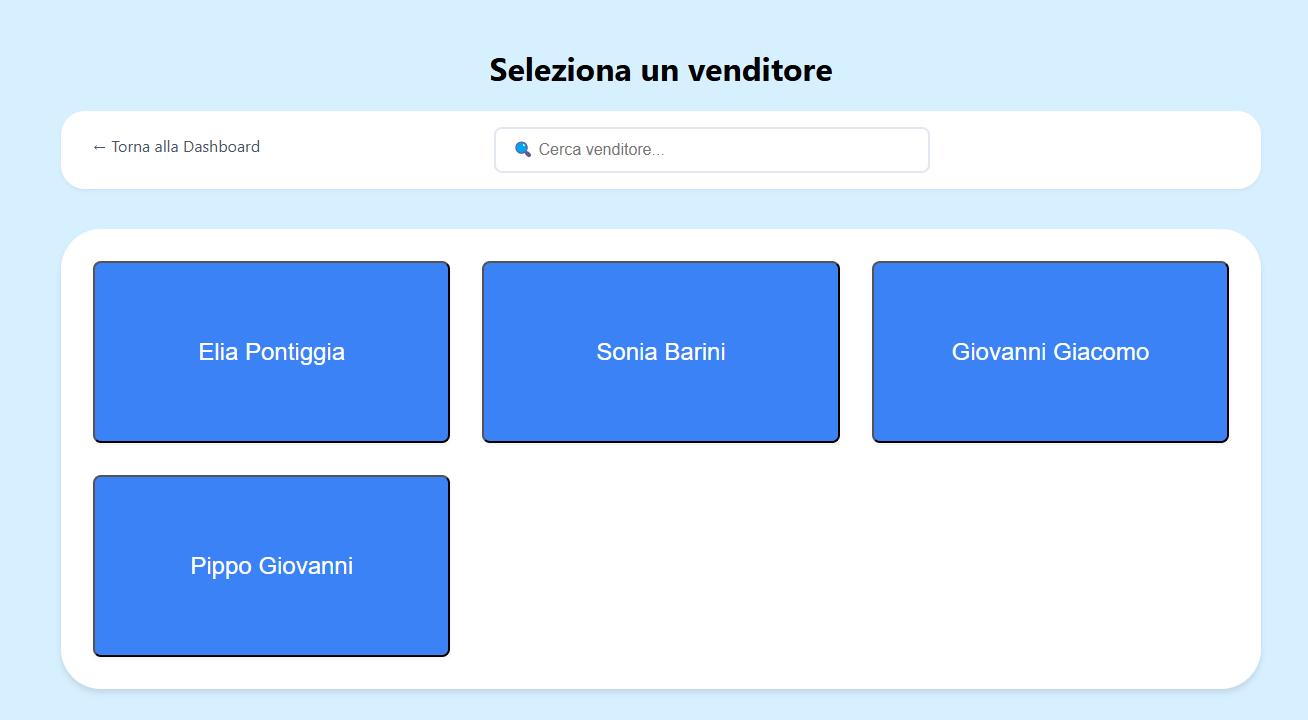 Seleziona un venditore
← Torna alla Dashboard
🔍 Cerca venditore...
Elia Pontiggia
Sonia Barini
Giovanni Giacomo
Pippo Giovanni